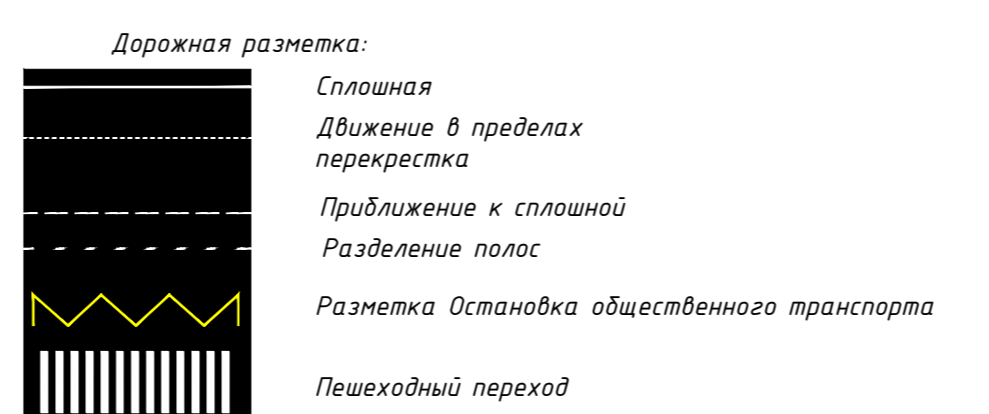 Дорожная разметка:
Сплошная
Движение в пределах
перекрестка
Приближение к сплошной
Разделение полос
Разметка Остановка общественного транспорта
Пешеходный переход